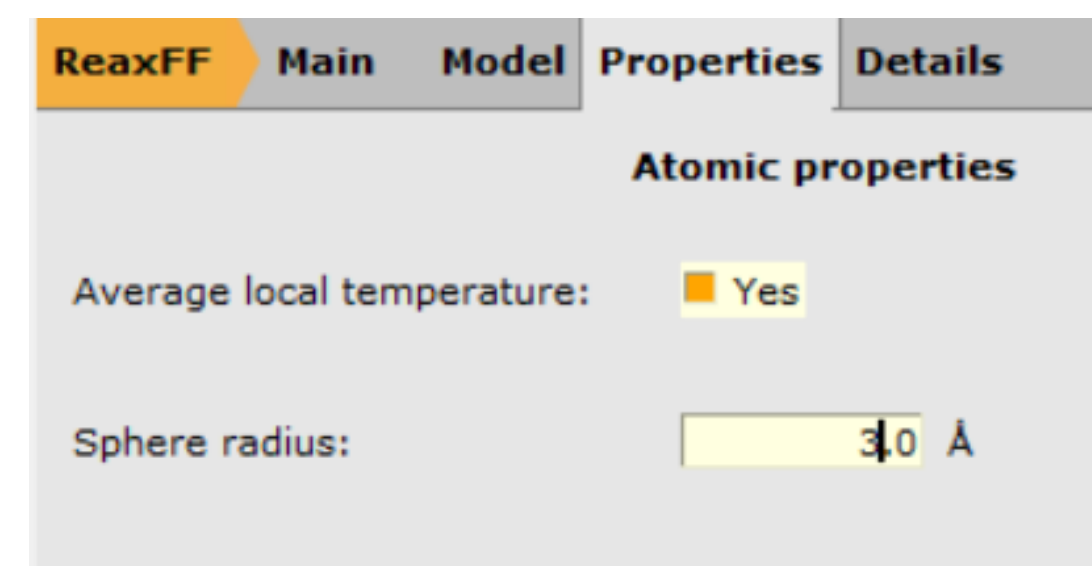 ReaxFF Main Model Properties Details
Atomic properties
Average local temperature: Yes
Sphere radius: 3.0 Å